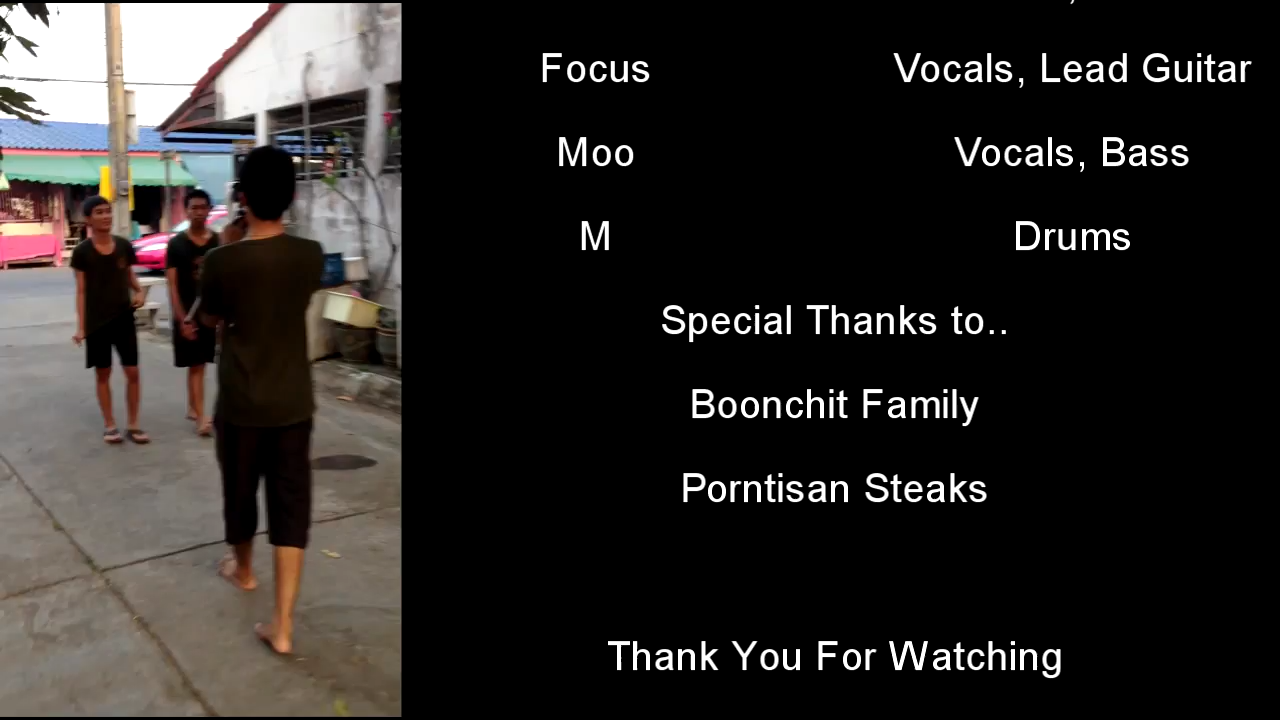 Focus Vocals, Lead Guitar
Moo Vocals, Bass
M Drums
Special Thanks to..
Boonchit Family
Porntisan Steaks
Thank You For Watching